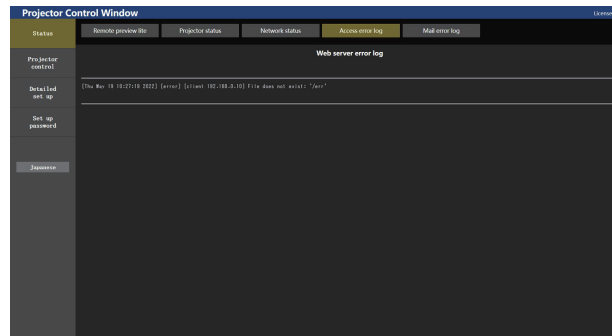 Projector Control Window
License
Status
Remote preview lite
Projector status
Network status
Access error log
Mail error log
Web server error log
Projector
control
[Thu May 19 10:27:19 2022] [error] [client 192.168.0.10] File does not exist: '/err'
Detailed
set up
Set up
password
Japanese